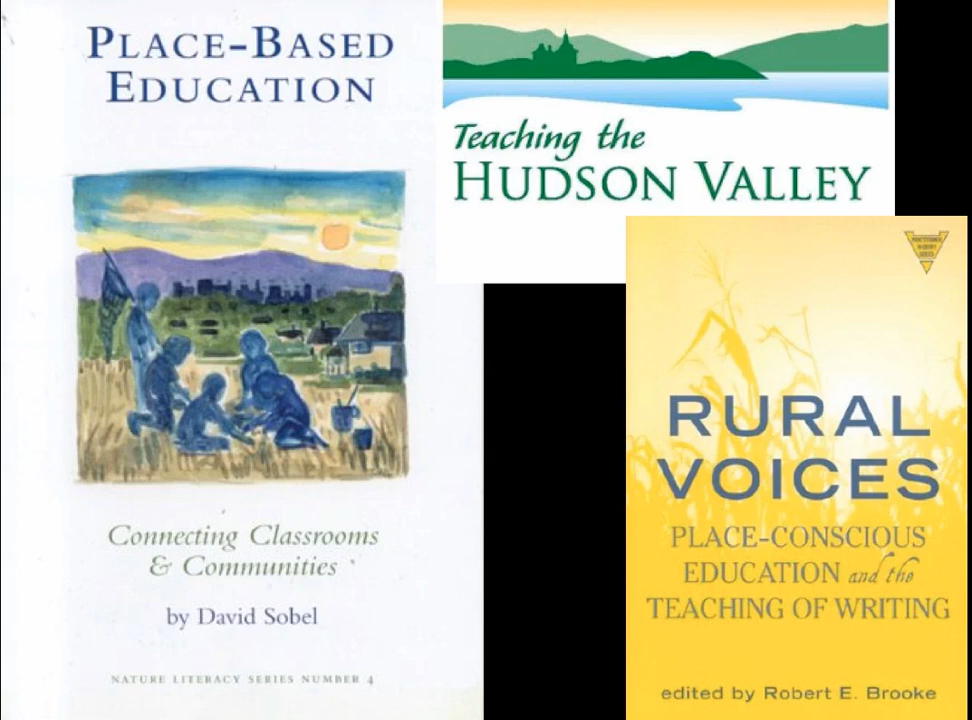 PLACE-BASED
EDUCATION
Connecting Classrooms
& Communities
by David Sobel
NATURE LITERACY SERIES NUMBER 4
Teaching the
HUDSON VALLEY
RURAL
VOICES
PLACE-CONSCIOUS
EDUCATION and the
TEACHING OF WRITING
edited by Robert E. Brooke